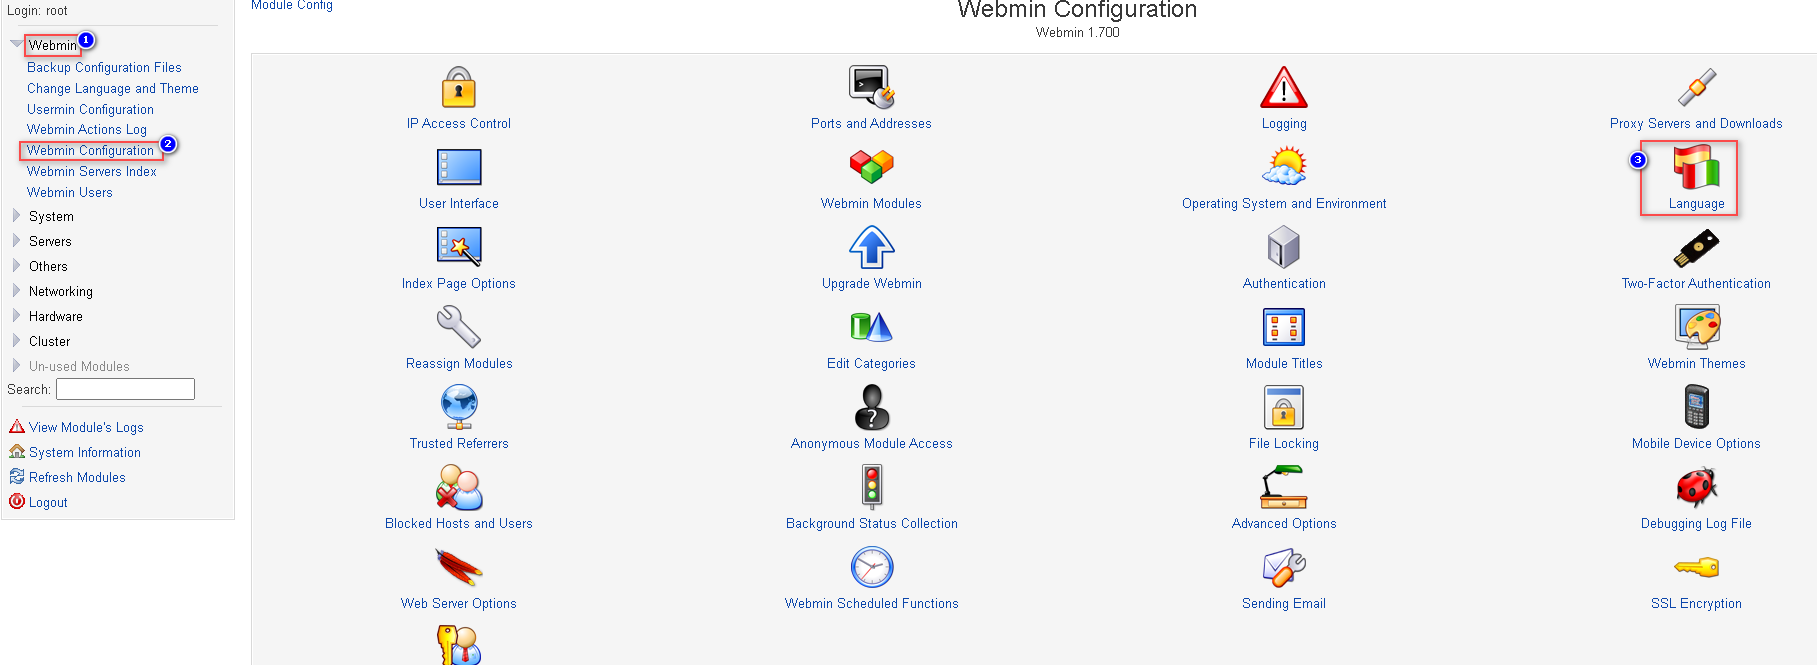 Login: root
Webmin 1
Backup Configuration Files
Change Language and Theme
Usermin Configuration
Webmin Actions Log
Webmin Configuration 2
Webmin Servers Index
Webmin Users
System
Servers
Others
Networking
Hardware
Cluster
Un-used Modules
Search:
View Module's Logs
System Information
Refresh Modules
Logout
Module Config
Webmin Configuration
Webmin 1.700
IP Access Control
Ports and Addresses
Logging
Proxy Servers and Downloads
User Interface
Webmin Modules
Operating System and Environment
3 Language
Index Page Options
Upgrade Webmin
Authentication
Two-Factor Authentication
Reassign Modules
Edit Categories
Module Titles
Webmin Themes
Trusted Referrers
Anonymous Module Access
File Locking
Mobile Device Options
Blocked Hosts and Users
Background Status Collection
Advanced Options
Debugging Log File
Web Server Options
Webmin Scheduled Functions
Sending Email
SSL Encryption